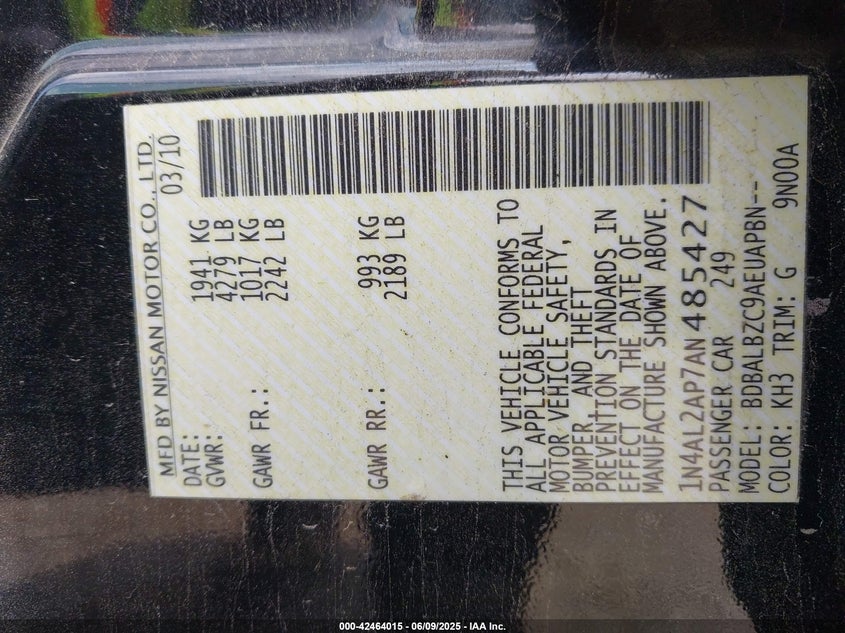 MFD BY NISSAN MOTOR CO., LTD.
DATE: 03/10
GVWR: 1941 KG
4279 LB
GAWR FR.: 1017 KG
2242 LB
GAWR RR.: 993 KG
2189 LB
THIS VEHICLE CONFORMS TO
ALL APPLICABLE FEDERAL
MOTOR VEHICLE SAFETY,
BUMPER, AND THEFT
PREVENTION STANDARDS IN
EFFECT ON THE DATE OF
MANUFACTURE SHOWN ABOVE.
1N4AL2AP7AN485427
PASSENGER CAR 249
MODEL: BDBALBZC9AEUAPBN--
COLOR: KH3 TRIM: G 9N00A
000-42464015 - 06/09/2025 - IAA Inc.